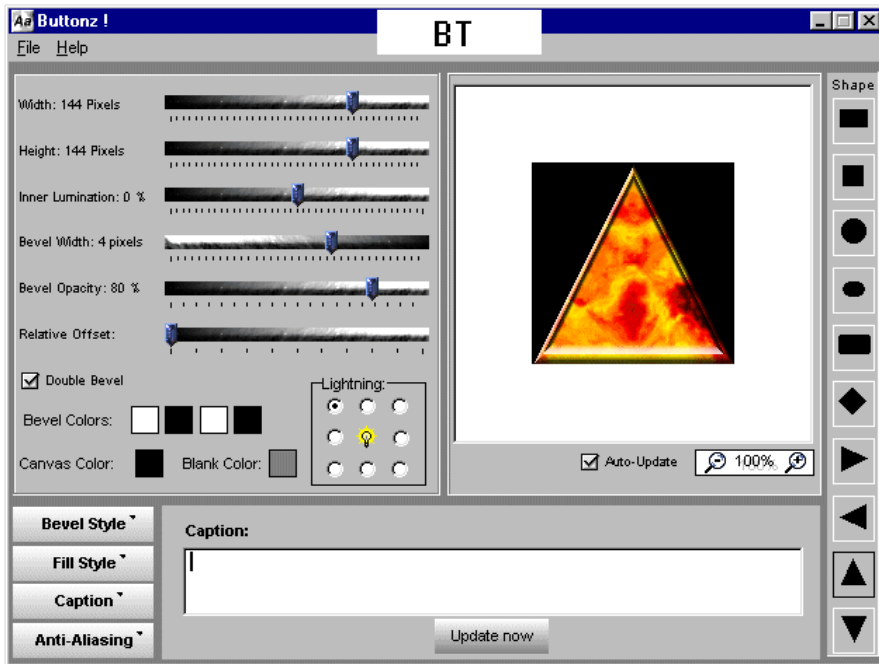 Aa Buttonz !
BT
File Help
Width: 144 Pixels
Height: 144 Pixels
Inner Lumination: 0 %
Bevel Width: 4 pixels
Bevel Opacity: 80 %
Relative Offset:
Double Bevel
Lightning:
Bevel Colors:
Canvas Color: Blank Color:
Auto-Update 100%
Shape
Bevel Style
Fill Style
Caption
Anti-Aliasing
Caption:
Update now